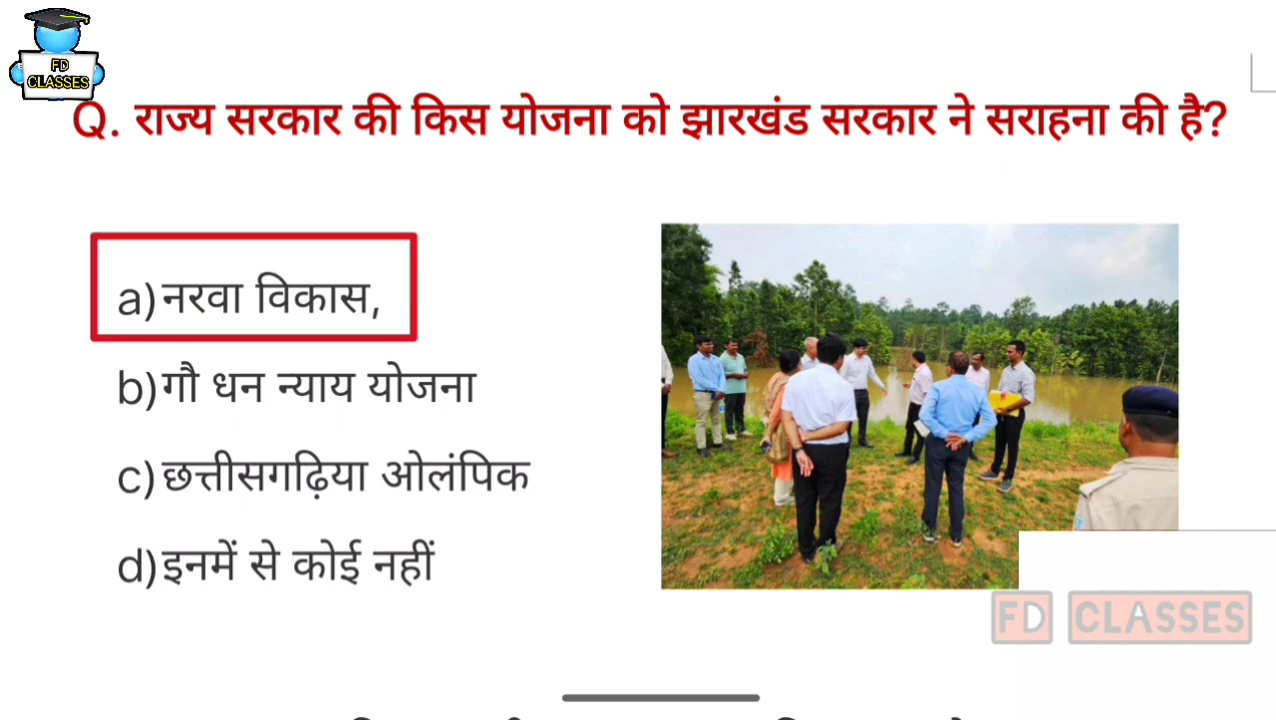 FD
CLASSES
Q. राज्य सरकार की किस योजना को झारखंड सरकार ने सराहना की है?
a) नरवा विकास,
b) गौ धन न्याय योजना
c) छत्तीसगढ़िया ओलंपिक
d) इनमें से कोई नहीं
FD CLASSES